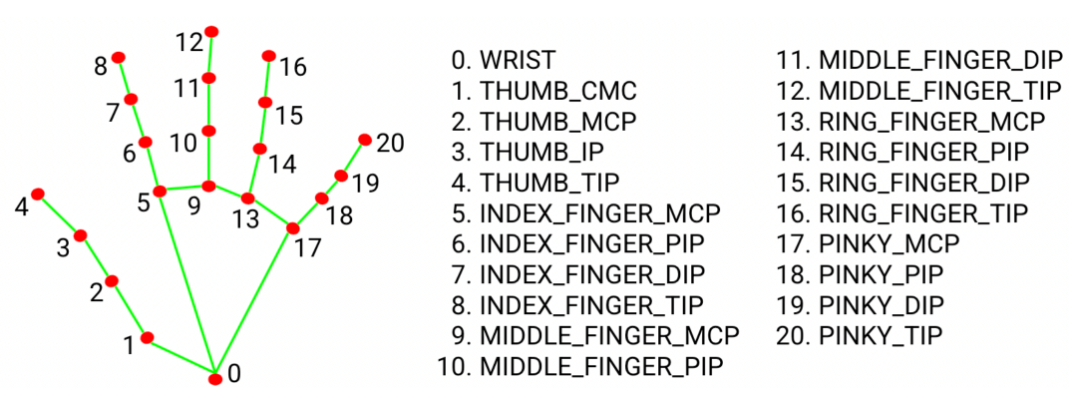 12
8
16
11
7
15
10
6
14
20
19
4
5
9
13
18
3
17
2
1
0
0. WRIST
1. THUMB_CMC
2. THUMB_MCP
3. THUMB_IP
4. THUMB_TIP
5. INDEX_FINGER_MCP
6. INDEX_FINGER_PIP
7. INDEX_FINGER_DIP
8. INDEX_FINGER_TIP
9. MIDDLE_FINGER_MCP
10. MIDDLE_FINGER_PIP
11. MIDDLE_FINGER_DIP
12. MIDDLE_FINGER_TIP
13. RING_FINGER_MCP
14. RING_FINGER_PIP
15. RING_FINGER_DIP
16. RING_FINGER_TIP
17. PINKY_MCP
18. PINKY_PIP
19. PINKY_DIP
20. PINKY_TIP